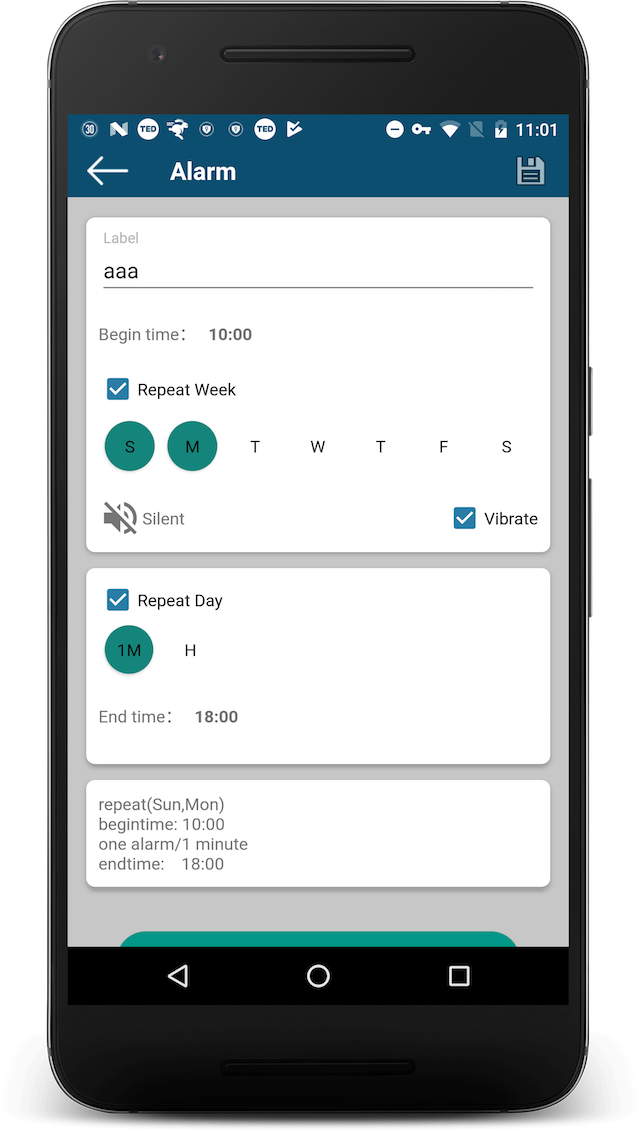 30 N TED TED 11:01
Alarm
Label
aaa
Begin time: 10:00
Repeat Week
S M T W T F S
Silent Vibrate
Repeat Day
1M H
End time: 18:00
repeat(Sun,Mon)
begintime: 10:00
one alarm/1 minute
endtime: 18:00